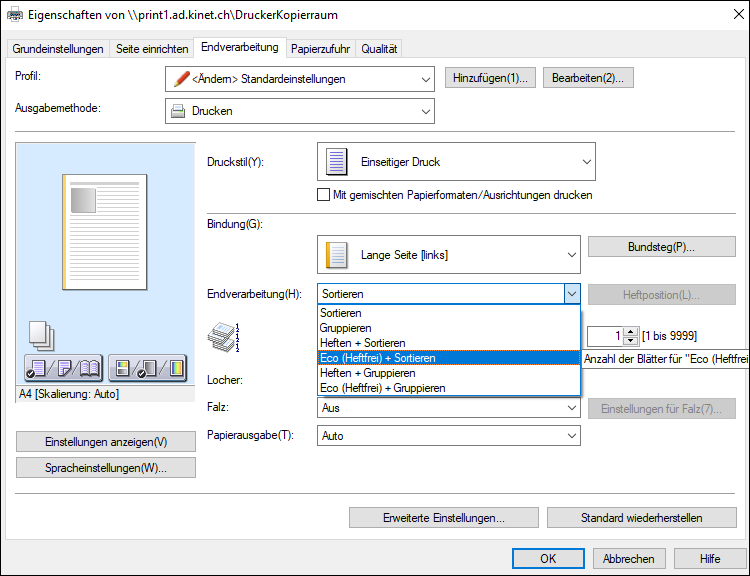 Eigenschaften von \\print1.ad.kinet.ch\DruckerKopierraum
Grundeinstellungen Seite einrichten Endverarbeitung Papierzufuhr Qualität
Profil: <Ändern> Standardeinstellungen Hinzufügen(1)... Bearbeiten(2)...
Ausgabemethode: Drucken
Druckstil(Y): Einseitiger Druck
Mit gemischten Papierformaten/Ausrichtungen drucken
Bindung(G):
Lange Seite [links] Bundsteg(P)...
Endverarbeitung(H): Sortieren Heftposition(L)...
Sortieren
Gruppieren
Heften + Sortieren
1 [1 bis 9999]
Eco (Heftfrei) + Sortieren
Anzahl der Blätter für "Eco (Heftfrei
Heften + Gruppieren
Eco (Heftfrei) + Gruppieren
Locher:
A4 [Skalierung: Auto]
Falz: Aus Einstellungen für Falz(7)...
Papierausgabe(T): Auto
Einstellungen anzeigen(V)
Spracheinstellungen(W)...
Erweiterte Einstellungen... Standard wiederherstellen
OK Abbrechen Hilfe